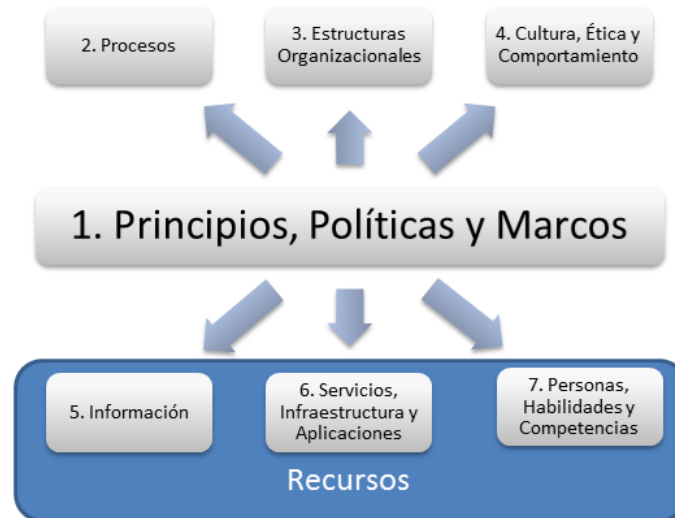 2. Procesos
3. Estructuras
Organizacionales
4. Cultura, Ética y
Comportamiento
1. Principios, Políticas y Marcos
5. Información
6. Servicios,
Infraestructura y
Aplicaciones
7. Personas,
Habilidades y
Competencias
Recursos